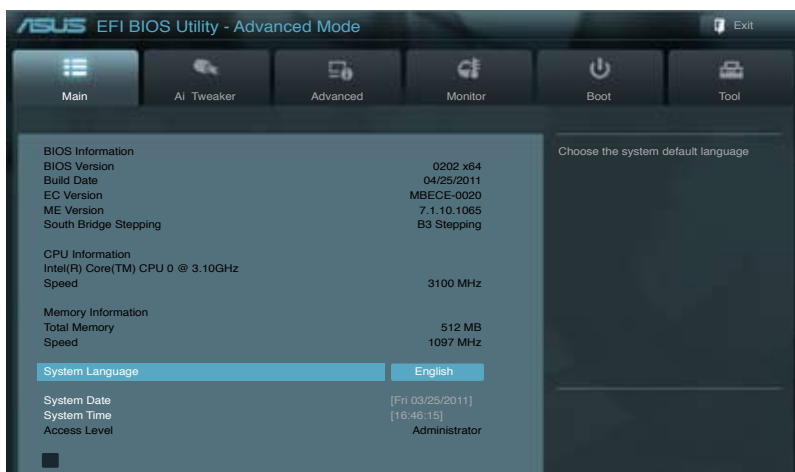 ASUS EFI BIOS Utility - Advanced Mode
Exit
Main
Ai Tweaker
Advanced
Monitor
Boot
Tool
BIOS Information
BIOS Version 0202 x64
Build Date 04/25/2011
EC Version MBECE-0020
ME Version 7.1.10.1065
South Bridge Stepping B3 Stepping
CPU Information
Intel(R) Core(TM) CPU 0 @ 3.10GHz
Speed 3100 MHz
Memory Information
Total Memory 512 MB
Speed 1097 MHz
System Language English
System Date [Fri 03/25/2011]
System Time [16:46:15]
Access Level Administrator
Choose the system default language